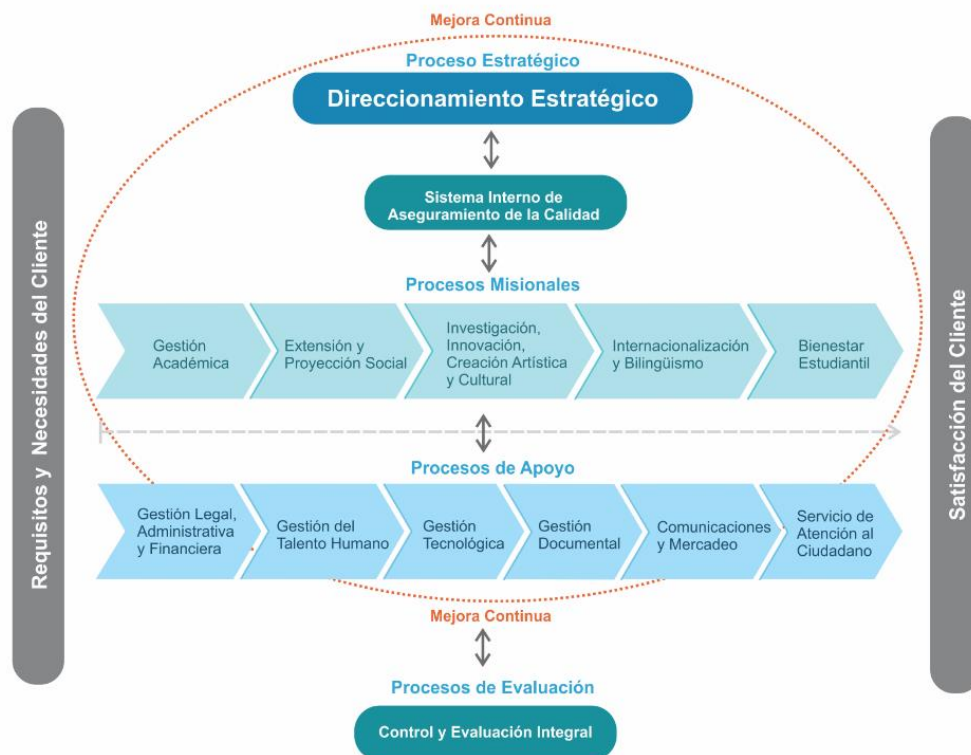 Mejora Continua
Proceso Estratégico
Direccionamiento Estratégico
Sistema Interno de
Aseguramiento de la Calidad
Procesos Misionales
Gestión
Académica
Extensión y
Proyección Social
Investigación,
Innovación,
Creación Artística
y Cultural
Internacionalización
y Bilingüismo
Bienestar
Estudiantil
Procesos de Apoyo
Gestión Legal,
Administrativa
y Financiera
Gestión del
Talento Humano
Gestión
Tecnológica
Gestión
Documental
Comunicaciones
y Mercadeo
Servicio de
Atención al
Ciudadano
Mejora Continua
Procesos de Evaluación
Control y Evaluación Integral
Requisitos y Necesidades del Cliente
Satisfacción del Cliente